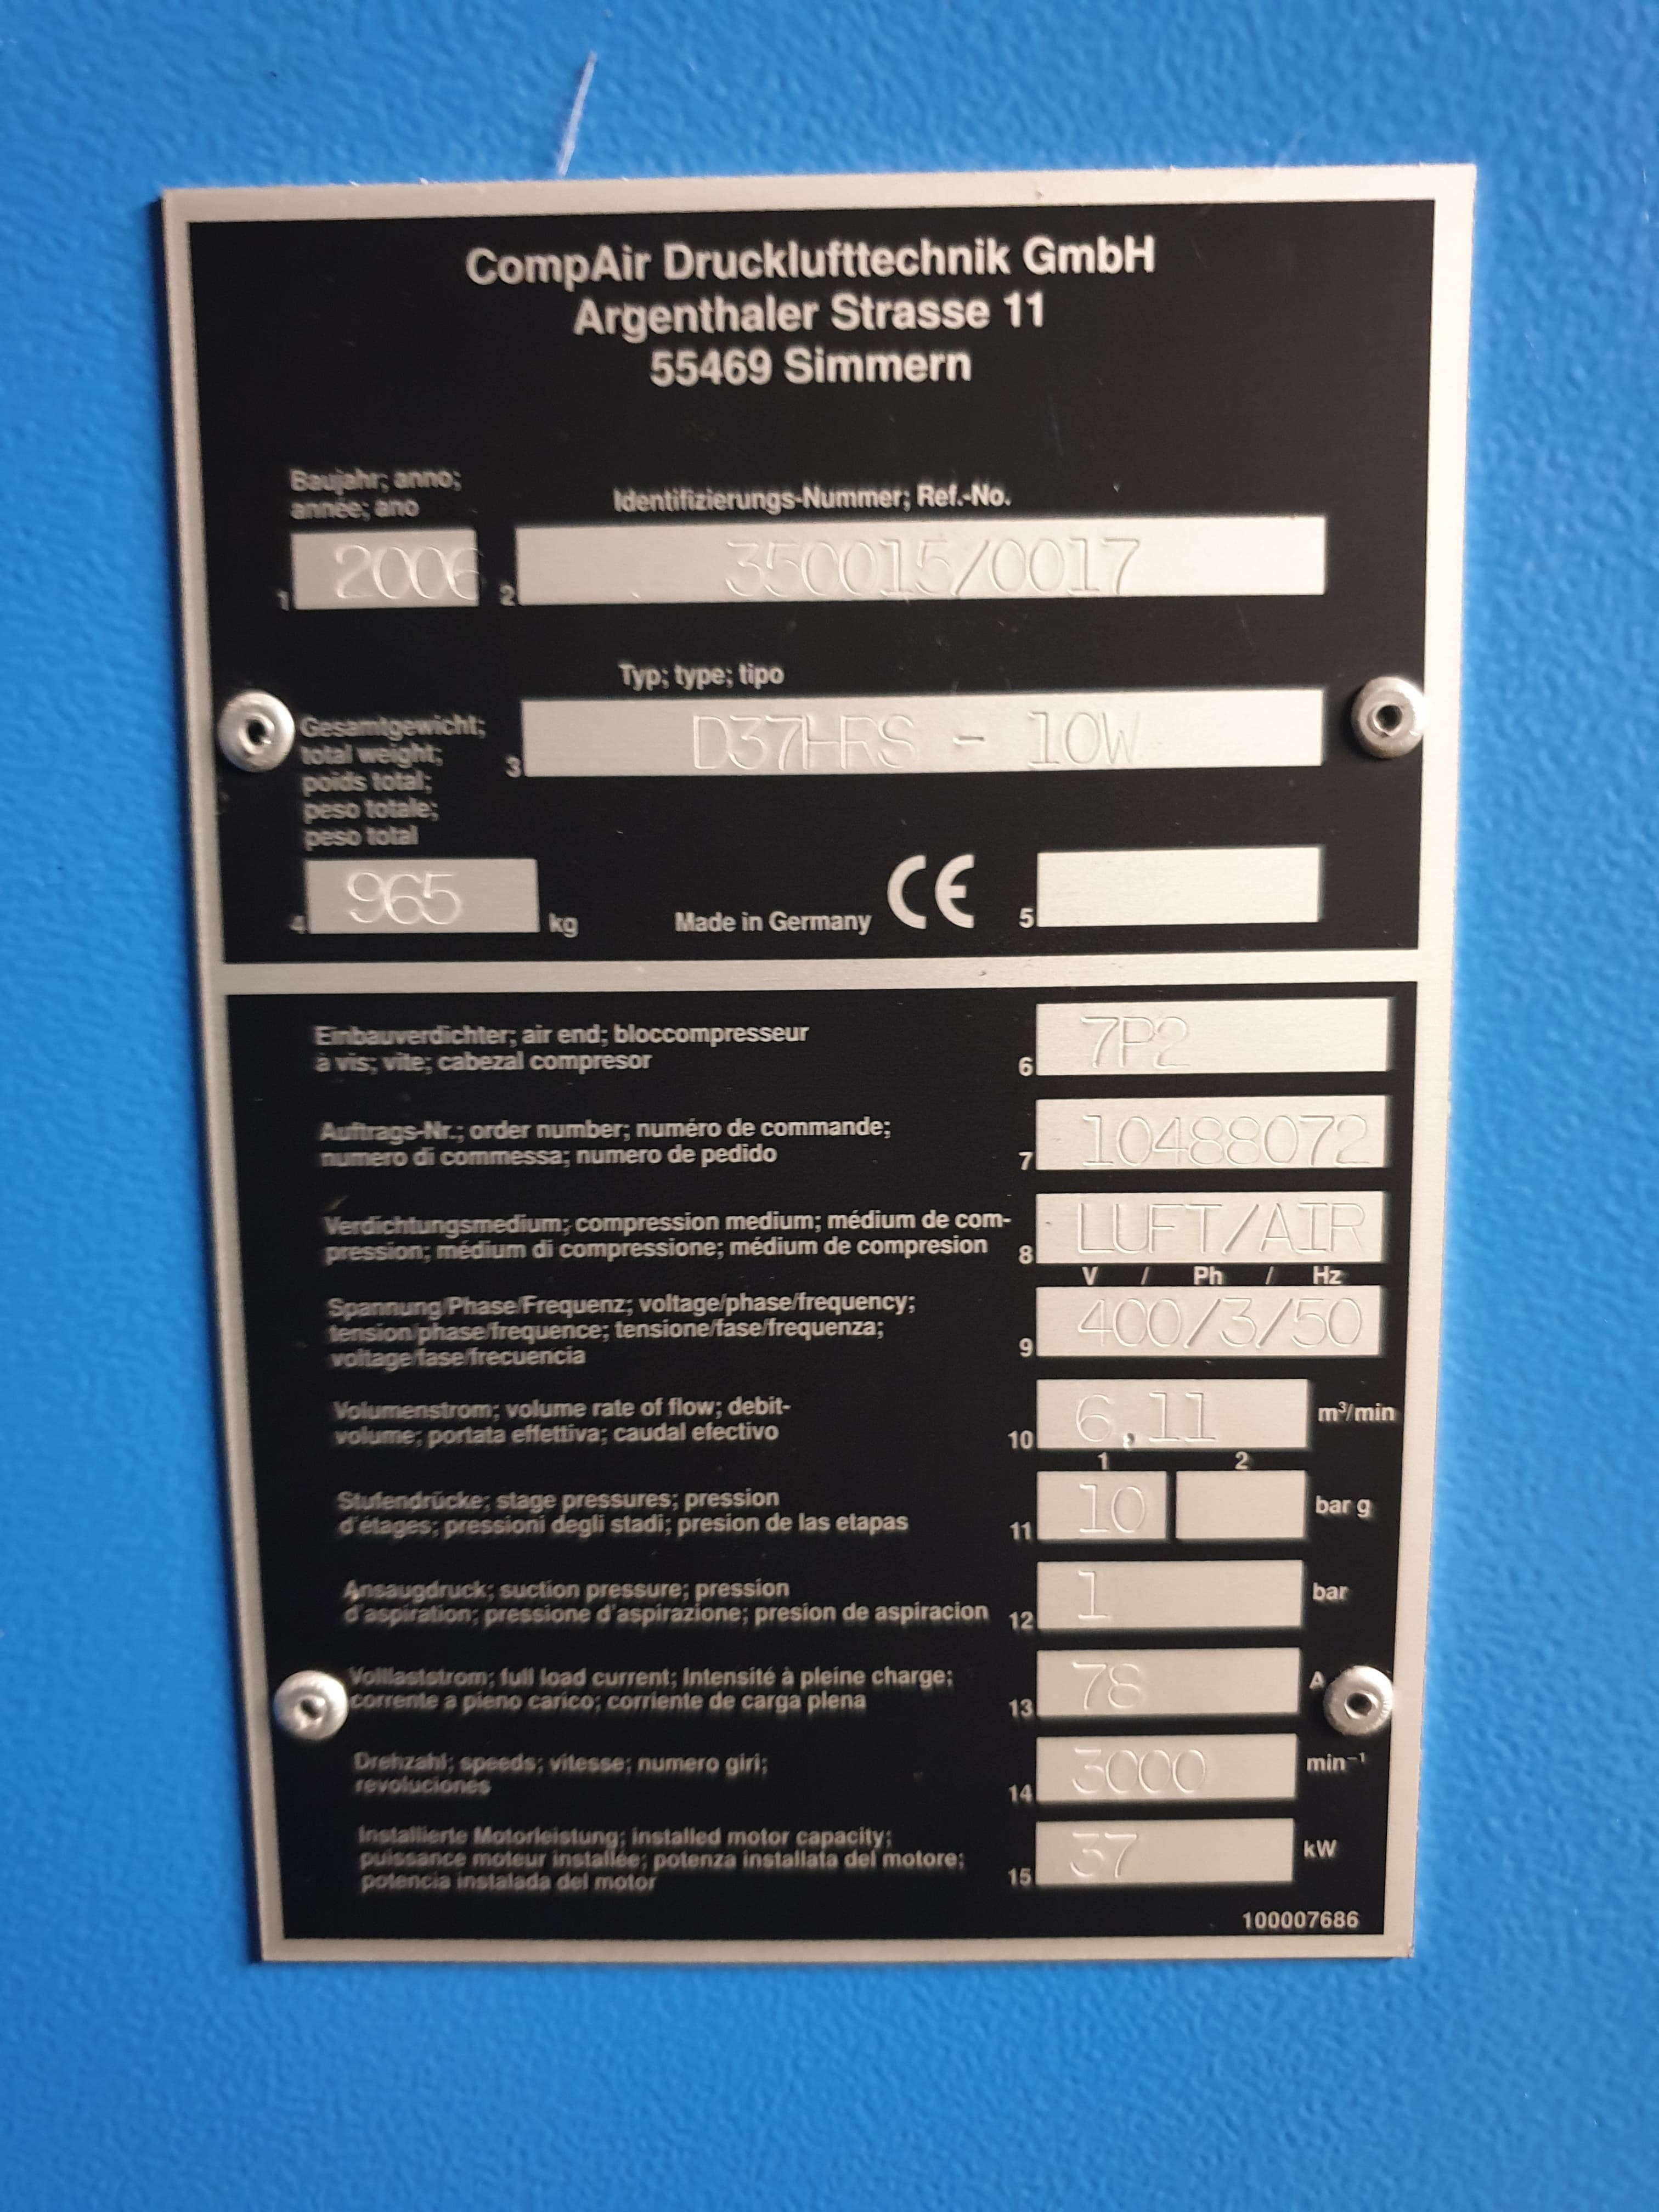 CompAir Drucklufttechnik GmbH
Argenthaler Strasse 11
55469 Simmern
Baujahr; anno;
année; ano
Identifizierungs-Nummer; Ref.-No.
1 2006 2 350015/0017
Typ; type; tipo
3 D37HRS - 10W
Gesamtgewicht;
total weight;
poids total;
peso totale;
peso total
4 965 kg Made in Germany CE 5
Einbauverdichter; air end; bloccompresseur
à vis; vite; cabezal compresor 6 7P2
Auftrags-Nr.; order number; numéro de commande;
numero di commessa; numero de pedido 7 10488072
Verdichtungsmedium; compression medium; médium de com-
pression; médium di compressione; médium de compresion 8 LUFT/AIR
V / Ph / Hz
Spannung/Phase/Frequenz; voltage/phase/frequency;
tension/phase/frequence; tensione/fase/frequenza;
voltage/fase/frecuencia 9 400/3/50
Volumenstrom; volume rate of flow; debit-
volume; portata effettiva; caudal efectivo 10 6,11 m³/min
1 2
Stufendrücke; stage pressures; pression
d'étages; pressioni degli stadi; presion de las etapas 11 10 bar g
Ansaugdruck; suction pressure; pression
d'aspiration; pressione d'aspirazione; presion de aspiracion 12 1 bar
Volllaststrom; full load current; Intensité à pleine charge;
corrente a pieno carico; corriente de carga plena 13 78 A
Drehzahl; speeds; vitesse; numero giri;
revoluciones 14 3000 min⁻¹
Installierte Motorleistung; installed motor capacity;
puissance moteur installée; potenza installata del motore;
potencia instalada del motor 15 37 kW
100007686